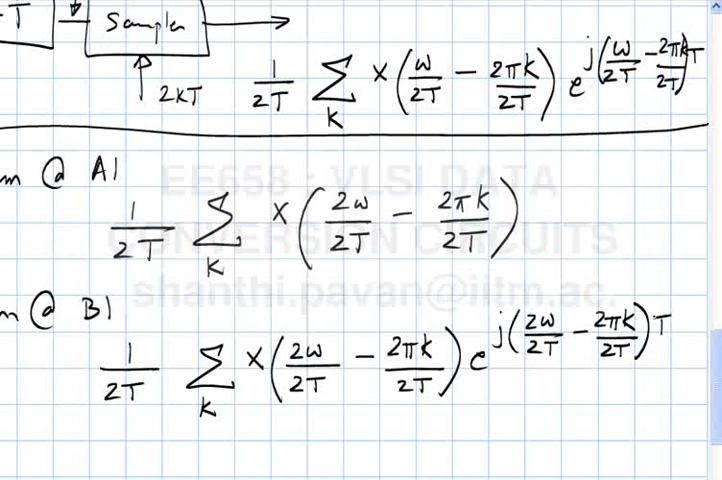 T Sampler
2KT
1/2T Σ_K X(ω/2T − 2πk/2T) e^{j(ω/2T − 2πk/2T)T}
m @ A1
1/2T Σ_K X(2ω/2T − 2πk/2T)
m @ B1
1/2T Σ_K X(2ω/2T − 2πk/2T) e^{j(2ω/2T − 2πk/2T)T}
EE658 : VLSI DATA
CONVERSION CIRCUITS
shanthi.pavan@iitm.ac.